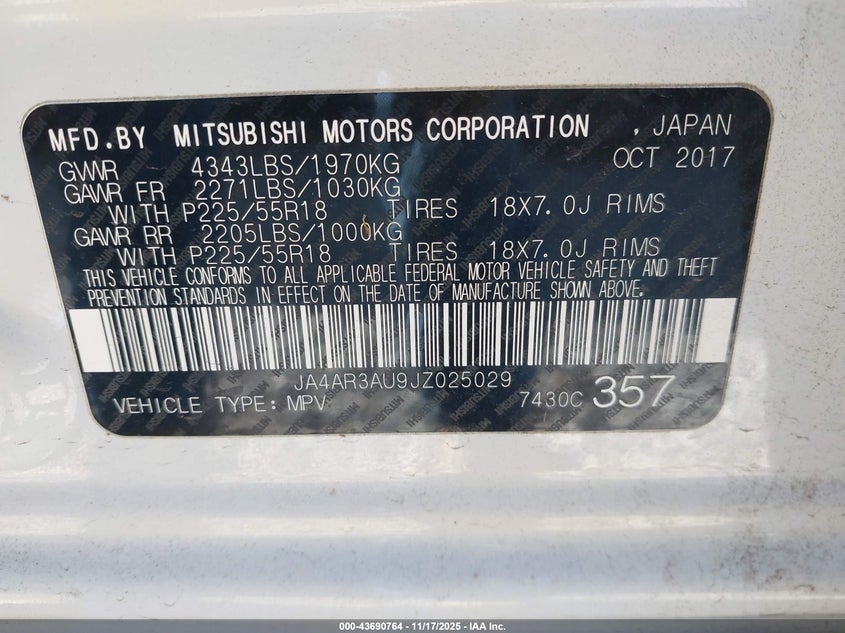 MFD.BY MITSUBISHI MOTORS CORPORATION , JAPAN
GVWR 4343LBS/1970KG OCT 2017
GAWR FR 2271LBS/1030KG
WITH P225/55R18 TIRES 18X7.0J RIMS
GAWR RR 2205LBS/1000KG
WITH P225/55R18 TIRES 18X7.0J RIMS
THIS VEHICLE CONFORMS TO ALL APPLICABLE FEDERAL MOTOR VEHICLE SAFETY AND THEFT
PREVENTION STANDARDS IN EFFECT ON THE DATE OF MANUFACTURE SHOWN ABOVE.
JA4AR3AU9JZ025029
VEHICLE TYPE: MPV 7430C 357
000-43690764 - 11/17/2025 - IAA Inc.